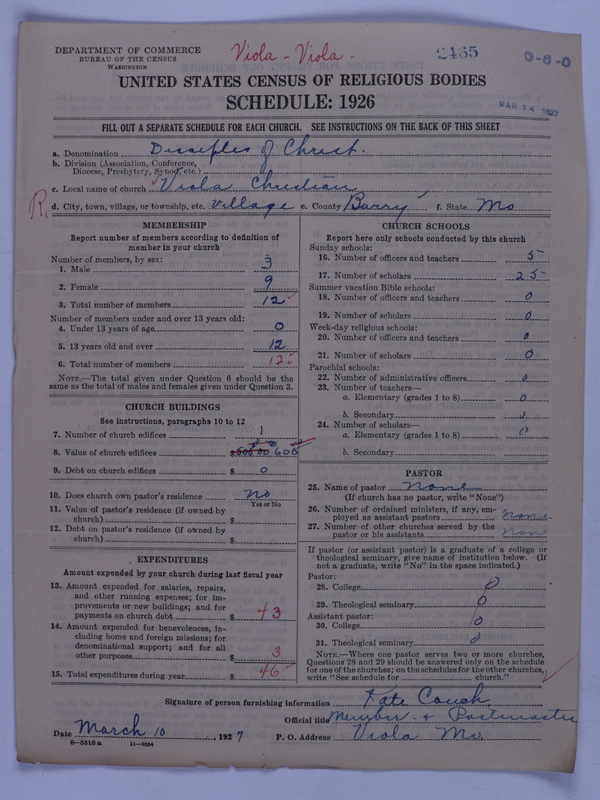 DEPARTMENT OF COMMERCE
BUREAU OF THE CENSUS
WASHINGTON
Viola - Viola -
2465
0-6-0
UNITED STATES CENSUS OF RELIGIOUS BODIES
SCHEDULE: 1926
MAR 14 1927
FILL OUT A SEPARATE SCHEDULE FOR EACH CHURCH. SEE INSTRUCTIONS ON THE BACK OF THIS SHEET
a. Denomination Disciples of Christ.
b. Division (Association, Conference, Diocese, Presbytery, Synod, etc.)
c. Local name of church Viola Christian
R. d. City, town, village, or township, etc. village e. County Barry f. State Mo
MEMBERSHIP
Report number of members according to definition of member in your church
Number of members, by sex:
1. Male 3
2. Female 9
3. Total number of members 12
Number of members under and over 13 years old:
4. Under 13 years of age 0
5. 13 years old and over 12
6. Total number of members 12
NOTE.—The total given under Question 6 should be the same as the total of males and females given under Question 3.
CHURCH BUILDINGS
See instructions, paragraphs 10 to 12
7. Number of church edifices 1
8. Value of church edifices $ 600
9. Debt on church edifices $ 0
10. Does church own pastor's residence no
Yes or No
11. Value of pastor's residence (if owned by church) $
12. Debt on pastor's residence (if owned by church) $
EXPENDITURES
Amount expended by your church during last fiscal year
13. Amount expended for salaries, repairs, and other running expenses; for improvements or new buildings; and for payments on church debt $ 43
14. Amount expended for benevolences, including home and foreign missions; for denominational support; and for all other purposes $ 3
15. Total expenditures during year $ 46
CHURCH SCHOOLS
Report here only schools conducted by this church
Sunday schools:
16. Number of officers and teachers 5
17. Number of scholars 25
Summer vacation Bible schools:
18. Number of officers and teachers 0
19. Number of scholars 0
Week-day religious schools:
20. Number of officers and teachers 0
21. Number of scholars 0
Parochial schools:
22. Number of administrative officers 0
23. Number of teachers—
a. Elementary (grades 1 to 8) 0
b. Secondary
24. Number of scholars—
a. Elementary (grades 1 to 8)
b. Secondary
PASTOR
25. Name of pastor none
(If church has no pastor, write "None")
26. Number of ordained ministers, if any, employed as assistant pastors none
27. Number of other churches served by the pastor or his assistants
If pastor (or assistant pastor) is a graduate of a college or theological seminary, give name of institution below. (If not a graduate, write "No" in the space indicated.)
Pastor:
28. College 0
29. Theological seminary 0
Assistant pastor:
30. College 0
31. Theological seminary 0
NOTE.—Where one pastor serves two or more churches, Questions 28 and 29 should be answered only on the schedule for one of the churches; on the schedules for the other churches, write "See schedule for church."
Signature of person furnishing information Kate Couch
Official title Member & Postmaster
Date March 10, 1927 P. O. Address Viola Mo.
8-5518a 11-9024